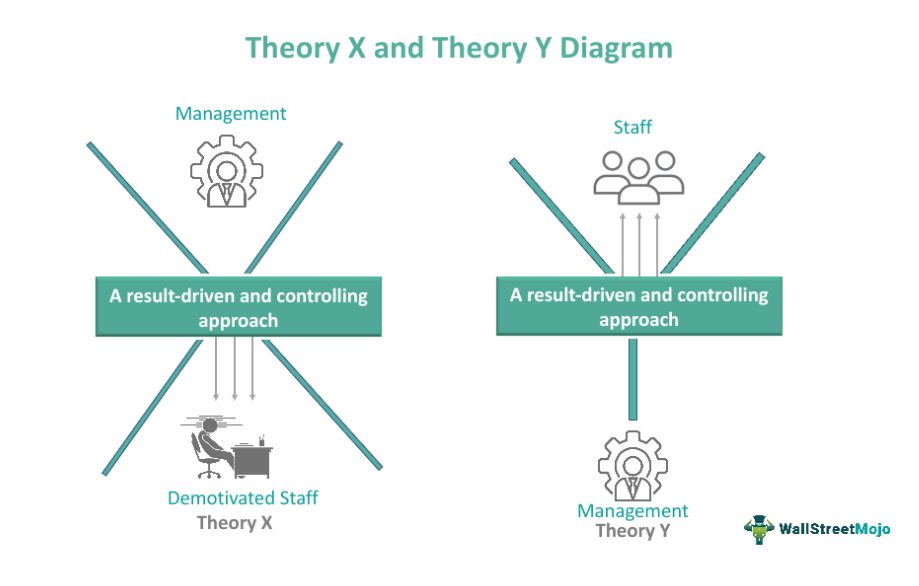 Theory X and Theory Y Diagram
Management
A result-driven and controlling
approach
Demotivated Staff
Theory X
Staff
A result-driven and controlling
approach
Management
Theory Y
WallStreetMojo